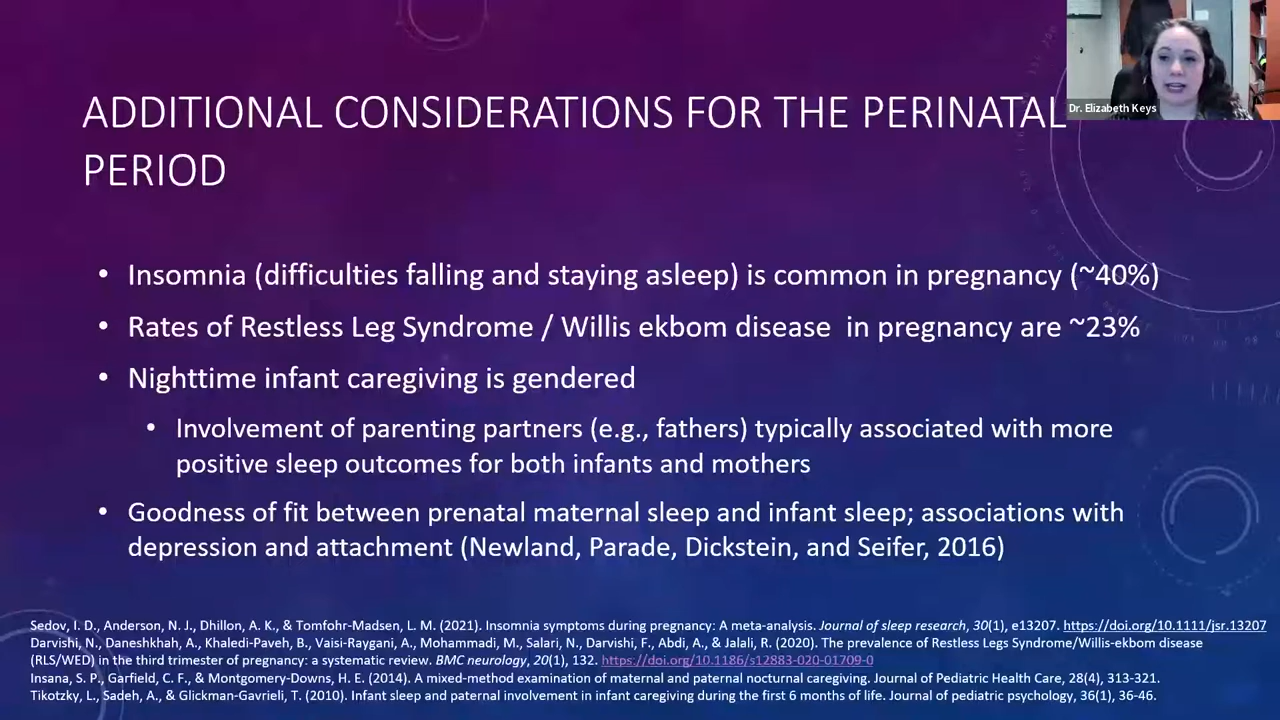 Dr. Elizabeth Keys
ADDITIONAL CONSIDERATIONS FOR THE PERINATAL
PERIOD
• Insomnia (difficulties falling and staying asleep) is common in pregnancy (~40%)
• Rates of Restless Leg Syndrome / Willis ekbom disease  in pregnancy are ~23%
• Nighttime infant caregiving is gendered
• Involvement of parenting partners (e.g., fathers) typically associated with more
positive sleep outcomes for both infants and mothers
• Goodness of fit between prenatal maternal sleep and infant sleep; associations with
depression and attachment (Newland, Parade, Dickstein, and Seifer, 2016)
Sedov, I. D., Anderson, N. J., Dhillon, A. K., & Tomfohr-Madsen, L. M. (2021). Insomnia symptoms during pregnancy: A meta-analysis. Journal of sleep research, 30(1), e13207. https://doi.org/10.1111/jsr.13207
Darvishi, N., Daneshkhah, A., Khaledi-Paveh, B., Vaisi-Raygani, A., Mohammadi, M., Salari, N., Darvishi, F., Abdi, A., & Jalali, R. (2020). The prevalence of Restless Legs Syndrome/Willis-ekbom disease
(RLS/WED) in the third trimester of pregnancy: a systematic review. BMC neurology, 20(1), 132. https://doi.org/10.1186/s12883-020-01709-0
Insana, S. P., Garfield, C. F., & Montgomery-Downs, H. E. (2014). A mixed-method examination of maternal and paternal nocturnal caregiving. Journal of Pediatric Health Care, 28(4), 313-321.
Tikotzky, L., Sadeh, A., & Glickman-Gavrieli, T. (2010). Infant sleep and paternal involvement in infant caregiving during the first 6 months of life. Journal of pediatric psychology, 36(1), 36-46.